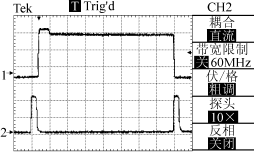 Tek T Trig'd CH2
耦合
直流
带宽限制
关 60MHz
伏/格
粗调
探头
10×
反相
关闭
1
2